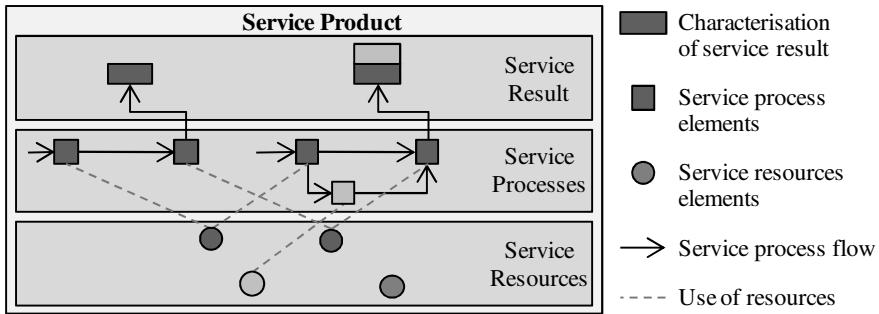 Service Product
Service
Result
Service
Processes
Service
Resources
Characterisation
of service result
Service process
elements
Service resources
elements
Service process flow
Use of resources